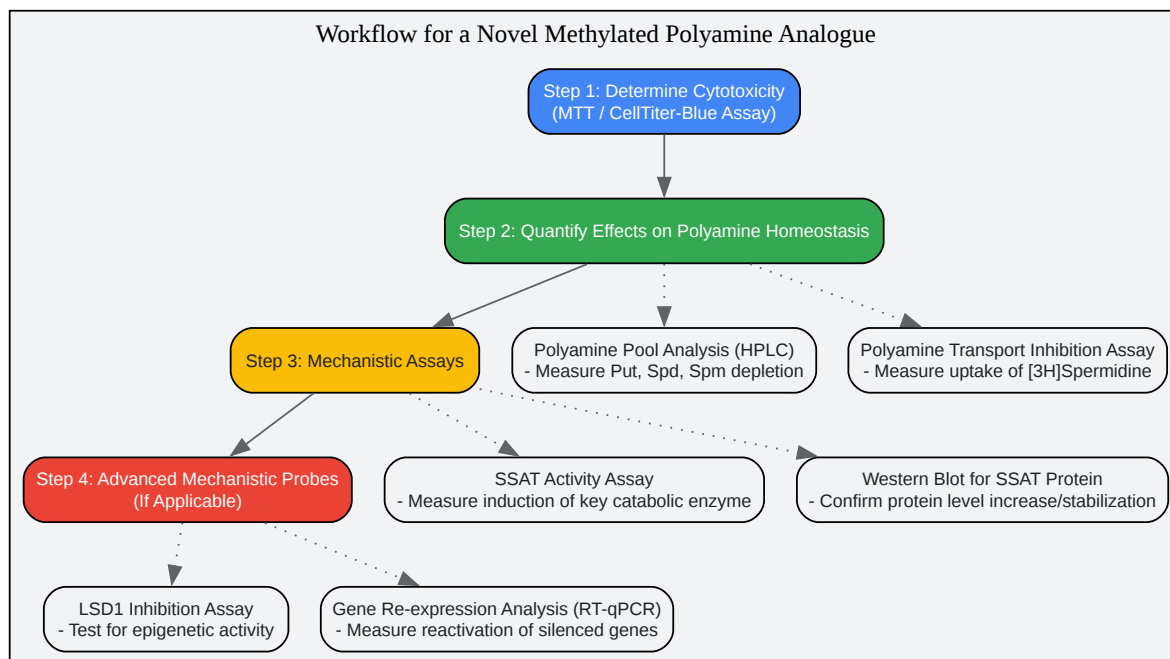 Workflow for a Novel Methylated Polyamine Analogue
Step 1: Determine Cytotoxicity
(MTT / CellTiter-Blue Assay)
Step 2: Quantify Effects on Polyamine Homeostasis
Step 3: Mechanistic Assays
Polyamine Pool Analysis (HPLC)
- Measure Put, Spd, Spm depletion
Polyamine Transport Inhibition Assay
- Measure uptake of [3H]Spermidine
Step 4: Advanced Mechanistic Probes
(If Applicable)
SSAT Activity Assay
- Measure induction of key catabolic enzyme
Western Blot for SSAT Protein
- Confirm protein level increase/stabilization
LSD1 Inhibition Assay
- Test for epigenetic activity
Gene Re-expression Analysis (RT-qPCR)
- Measure reactivation of silenced genes